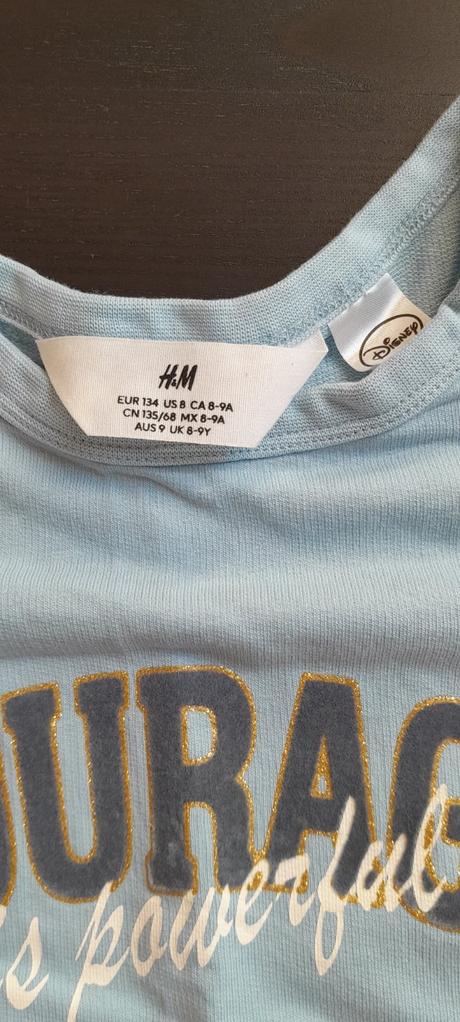 H&M
EUR 134 US 8 CA 8-9A
CN 135/68 MX 8-9A
AUS 9 UK 8-9Y
DISNEY
OURAG
s powerful